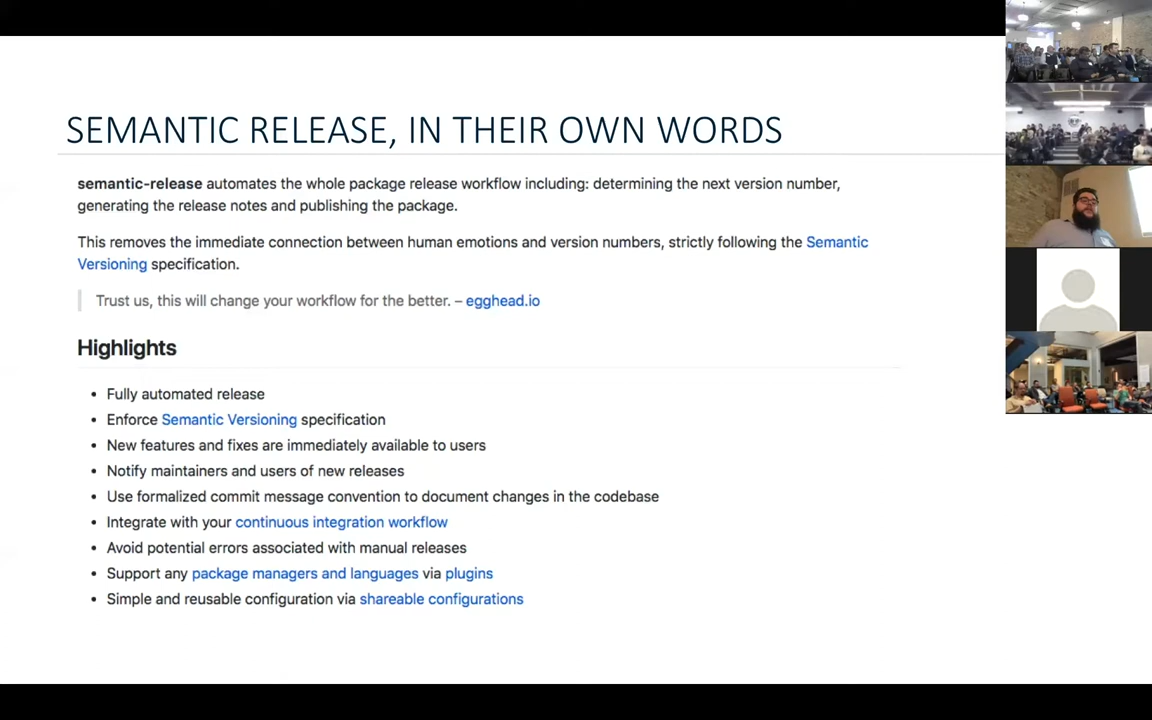 SEMANTIC RELEASE, IN THEIR OWN WORDS
semantic-release automates the whole package release workflow including: determining the next version number,
generating the release notes and publishing the package.
This removes the immediate connection between human emotions and version numbers, strictly following the Semantic
Versioning specification.
Trust us, this will change your workflow for the better. – egghead.io
Highlights
• Fully automated release
• Enforce Semantic Versioning specification
• New features and fixes are immediately available to users
• Notify maintainers and users of new releases
• Use formalized commit message convention to document changes in the codebase
• Integrate with your continuous integration workflow
• Avoid potential errors associated with manual releases
• Support any package managers and languages via plugins
• Simple and reusable configuration via shareable configurations